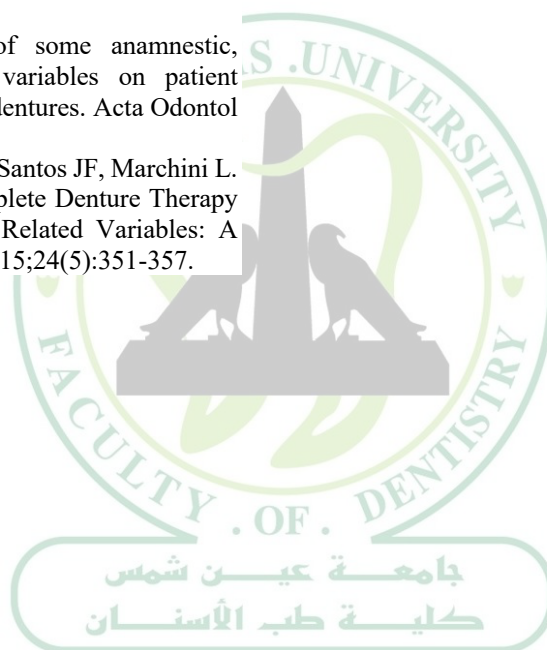 of some anamnestic,
variables on patient
dentures. Acta Odontol
Santos JF, Marchini L.
plete Denture Therapy
Related Variables: A
15;24(5):351-357.
S .UNIVERSITY
FACULTY . OF . DENTISTRY
جامعة عين شمس
كلية طب الأسنان